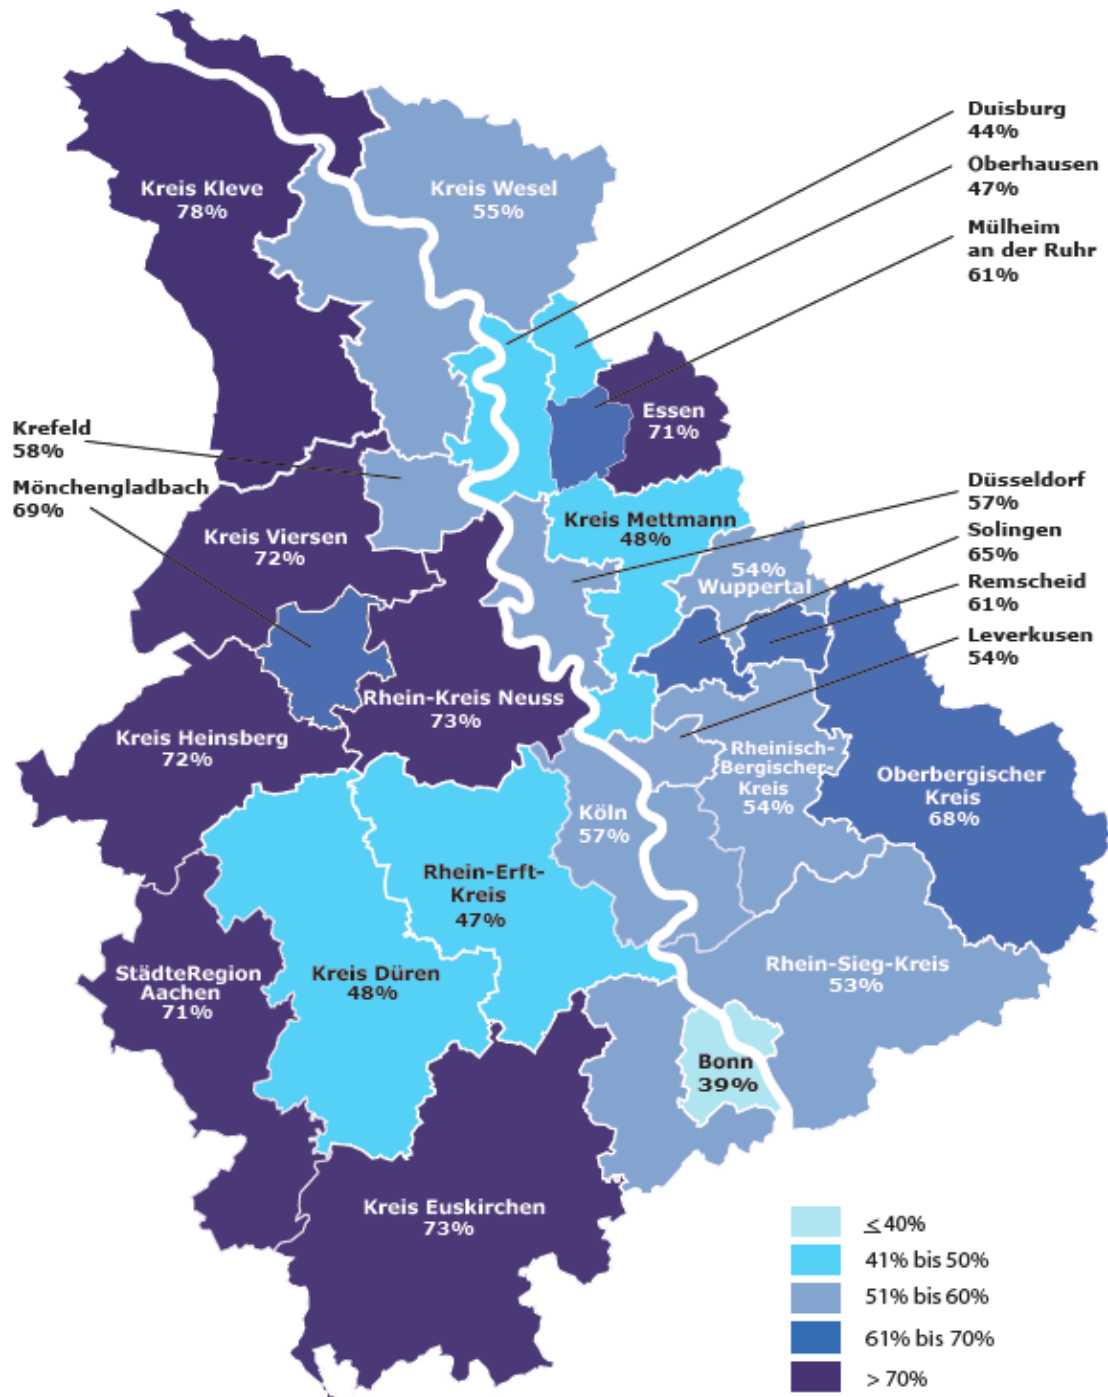 Duisburg
44%
Oberhausen
47%
Mülheim
an der Ruhr
61%
Kreis Kleve
78%
Kreis Wesel
55%
Essen
71%
Krefeld
58%
Mönchengladbach
69%
Düsseldorf
57%
Solingen
65%
Remscheid
61%
Leverkusen
54%
Kreis Viersen
72%
Kreis Mettmann
48%
54%
Wuppertal
Rhein-Kreis Neuss
73%
Kreis Heinsberg
72%
Rheinisch-
Bergischer-
Kreis
54%
Oberbergischer
Kreis
68%
Köln
57%
Rhein-Erft-
Kreis
47%
StädteRegion
Aachen
71%
Kreis Düren
48%
Rhein-Sieg-Kreis
53%
Bonn
39%
Kreis Euskirchen
73%
≤ 40%
41% bis 50%
51% bis 60%
61% bis 70%
> 70%